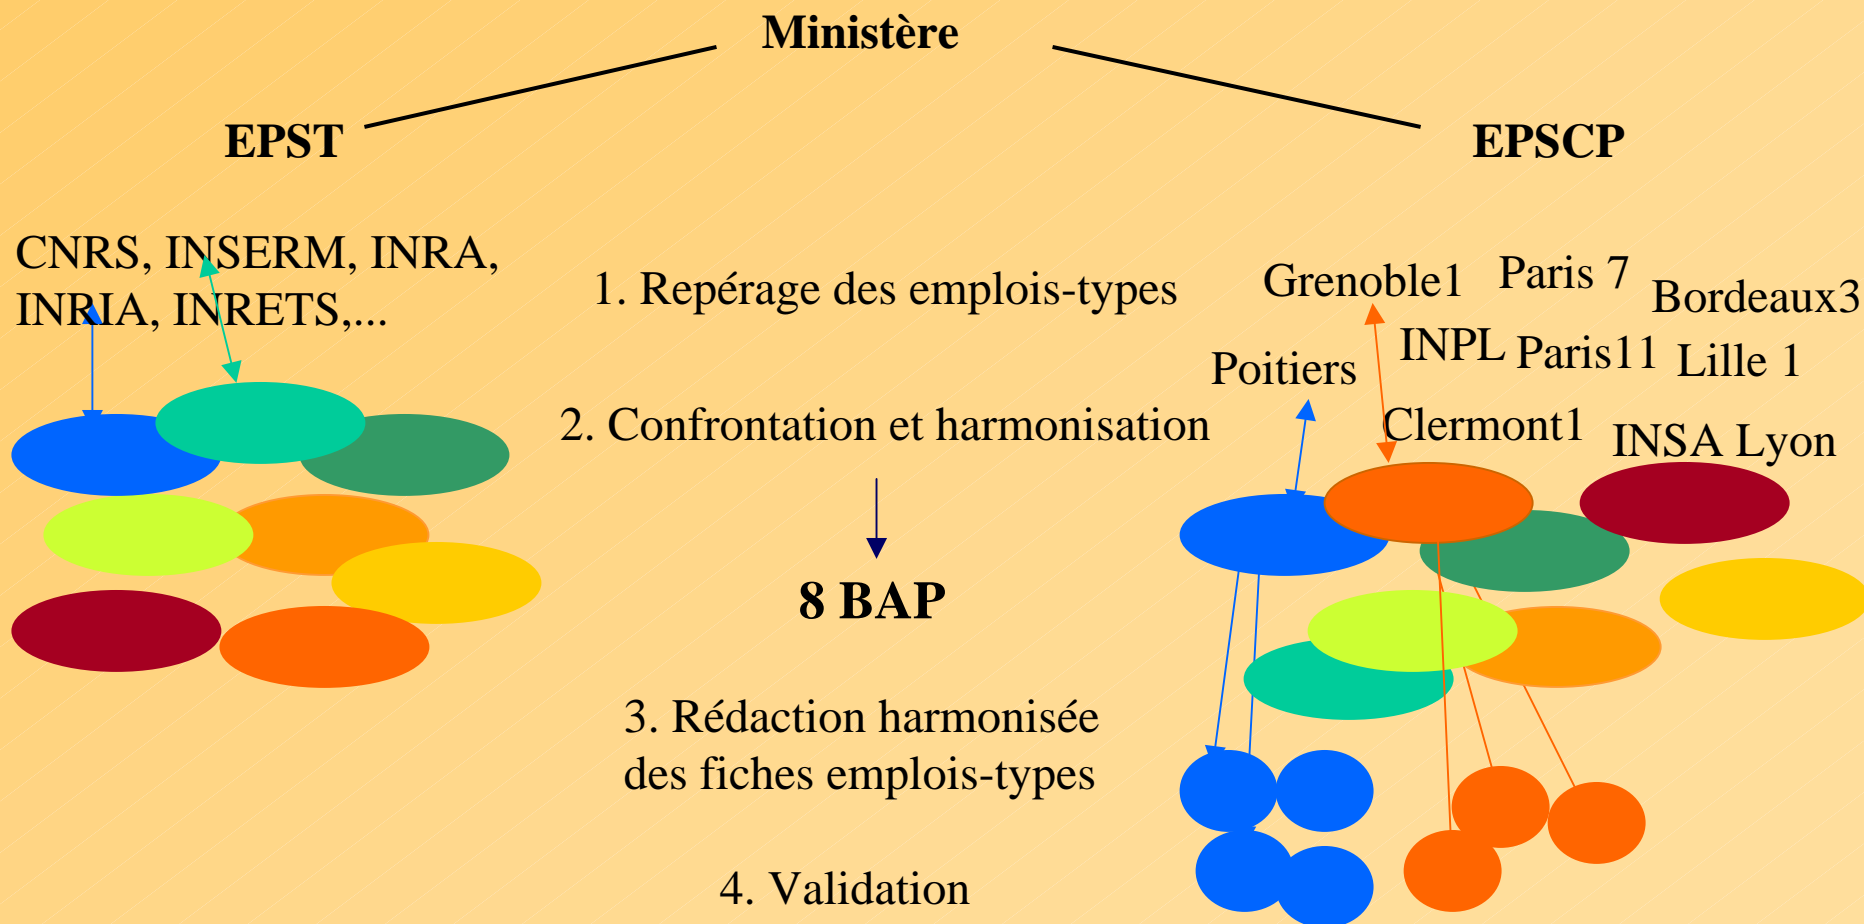 Ministère
EPST
EPSCP
CNRS, INSERM, INRA,
INRIA, INRETS,...
1. Repérage des emplois-types
2. Confrontation et harmonisation
8 BAP
3. Rédaction harmonisée
des fiches emplois-types
4. Validation
Grenoble1
Paris 7
Bordeaux3
INPL
Paris11
Lille 1
Poitiers
Clermont1
INSA Lyon